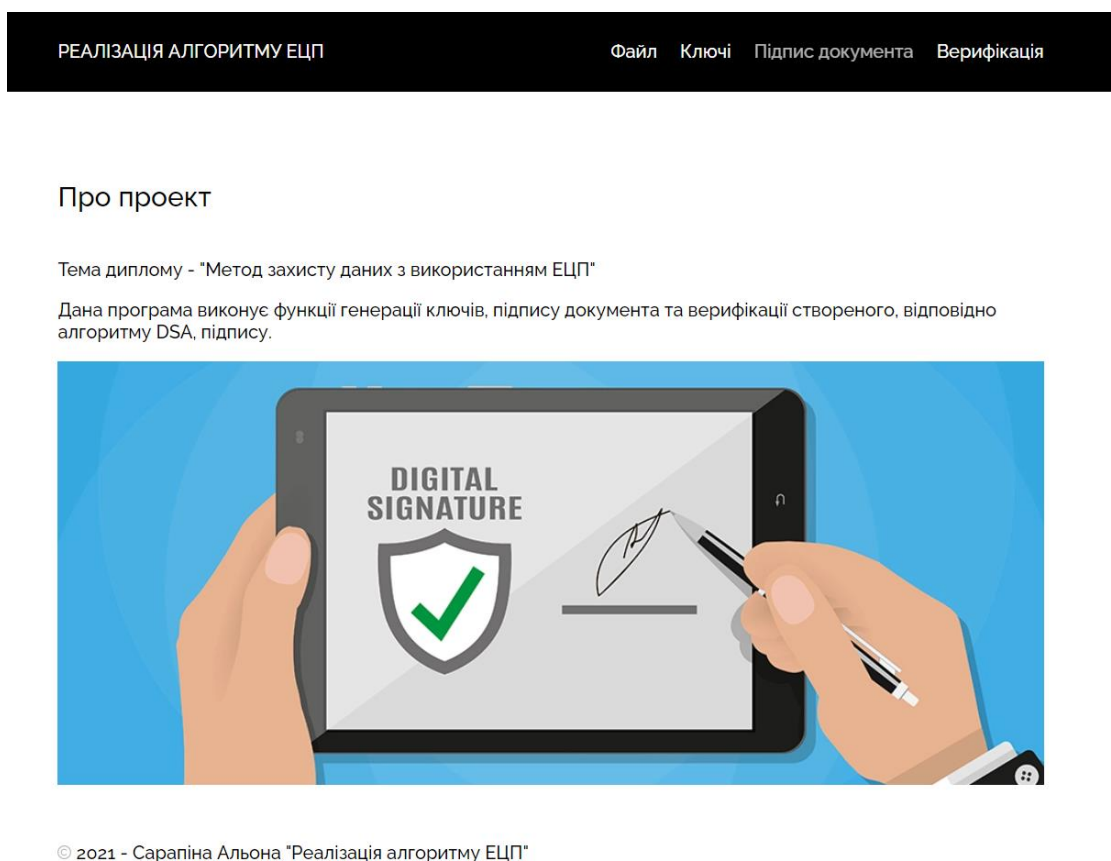 РЕАЛІЗАЦІЯ АЛГОРИТМУ ЕЦП
Файл Ключі Підпис документа Верифікація
Про проект
Тема диплому - "Метод захисту даних з використанням ЕЦП"
Дана програма виконує функції генерації ключів, підпису документа та верифікації створеного, відповідно
алгоритму DSA, підпису.
DIGITAL
SIGNATURE
© 2021 - Сарапіна Альона "Реалізація алгоритму ЕЦП"